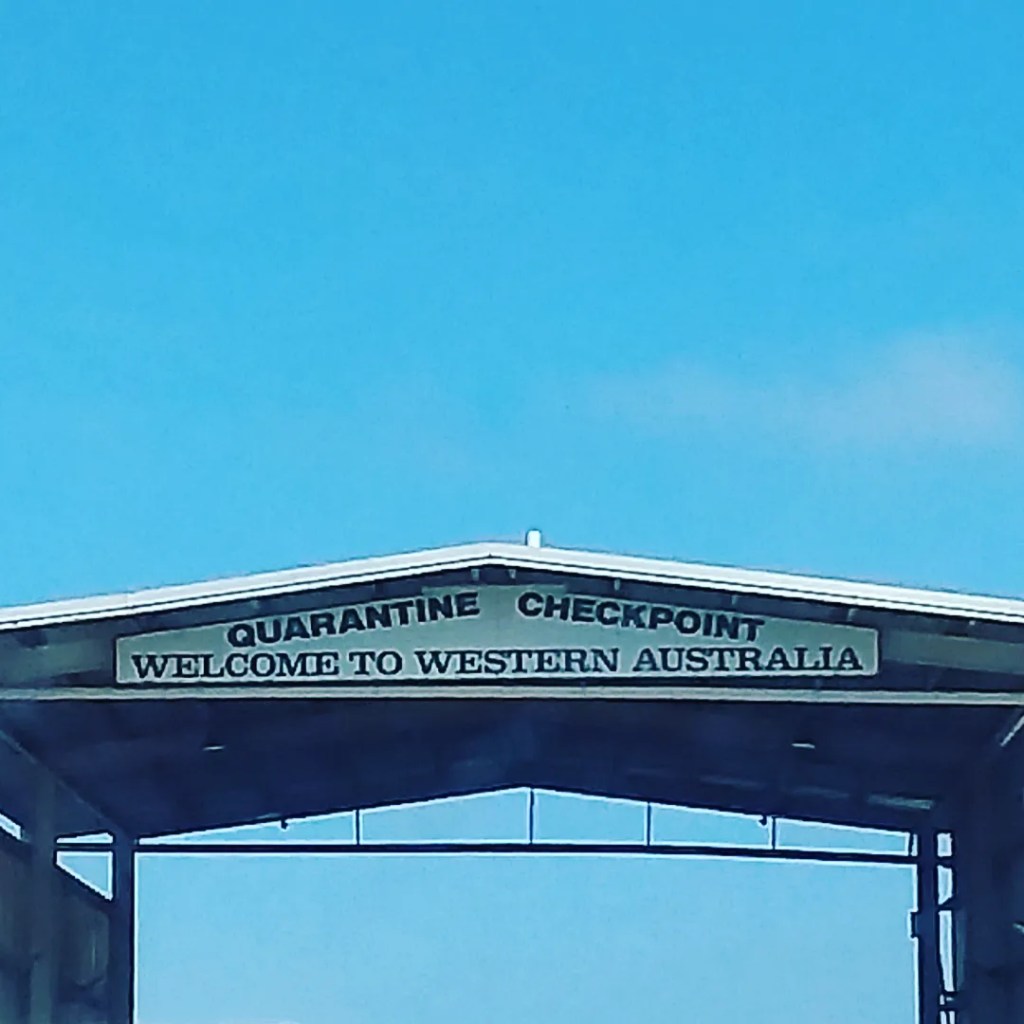 QUARANTINE CHECKPOINT
WELCOME TO WESTERN AUSTRALIA